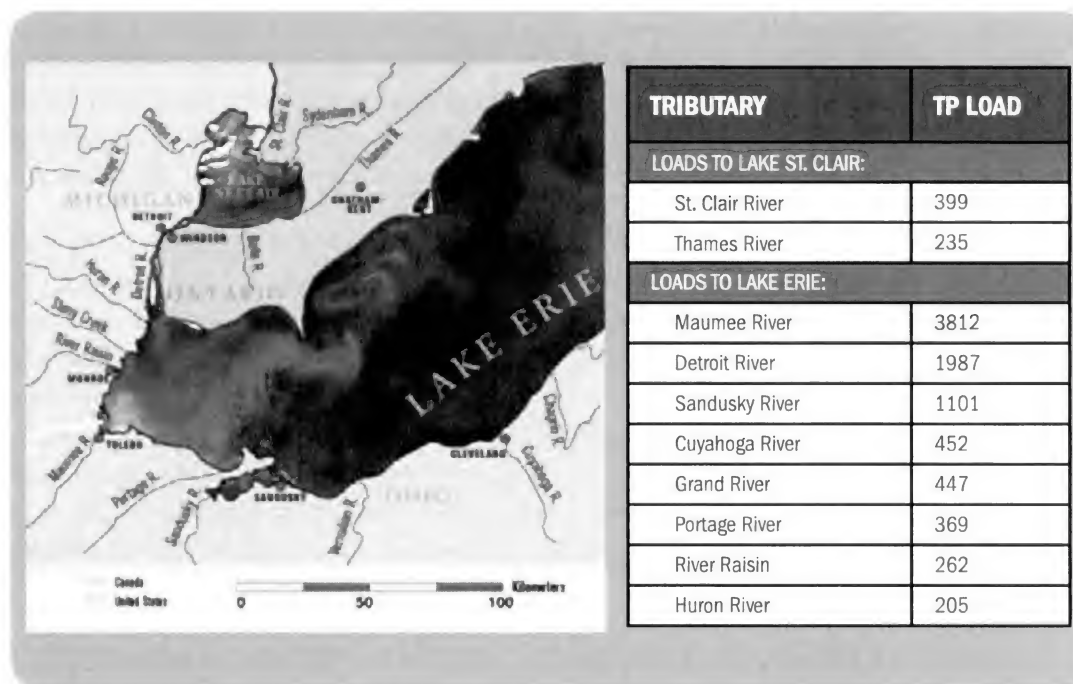 St. Clair R.
Sydenham R.
Clinton R.
Thames R.
Rouge R.
LAKE
ST. CLAIR
MICHIGAN
CHATHAM
KENT
DETROIT
WINDSOR
Detroit R.
Huron R.
ONTARIO
Stony Creek
River Raisin
MONROE
LAKE ERIE
TOLEDO
Maumee R.
Portage R.
Sandusky R.
SANDUSKY
OHIO
CLEVELAND
Chagrin R.
Cuyahoga R.
Canada
United States
0 50 100 Kilometers
TRIBUTARY TP LOAD
LOADS TO LAKE ST. CLAIR:
St. Clair River 399
Thames River 235
LOADS TO LAKE ERIE:
Maumee River 3812
Detroit River 1987
Sandusky River 1101
Cuyahoga River 452
Grand River 447
Portage River 369
River Raisin 262
Huron River 205